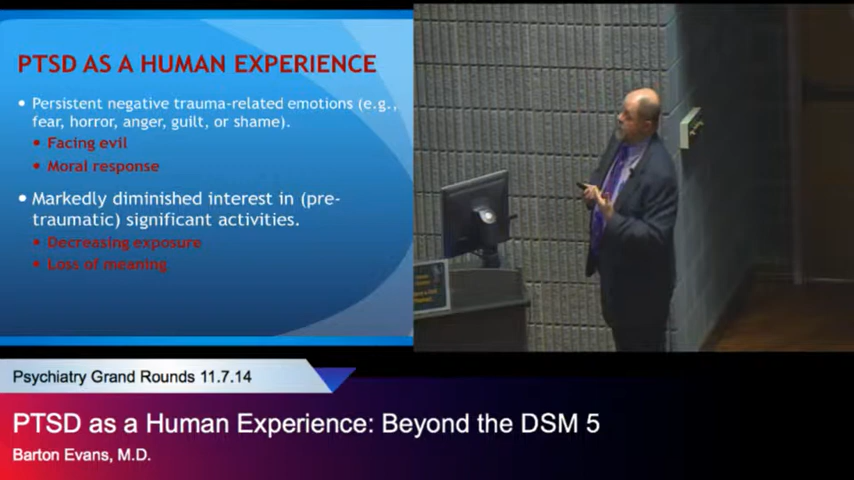 PTSD AS A HUMAN EXPERIENCE
• Persistent negative trauma-related emotions (e.g.,
fear, horror, anger, guilt, or shame).
• Facing evil
• Moral response
• Markedly diminished interest in (pre-
traumatic) significant activities.
• Decreasing exposure
• Loss of meaning
Psychiatry Grand Rounds 11.7.14
PTSD as a Human Experience: Beyond the DSM 5
Barton Evans, M.D.